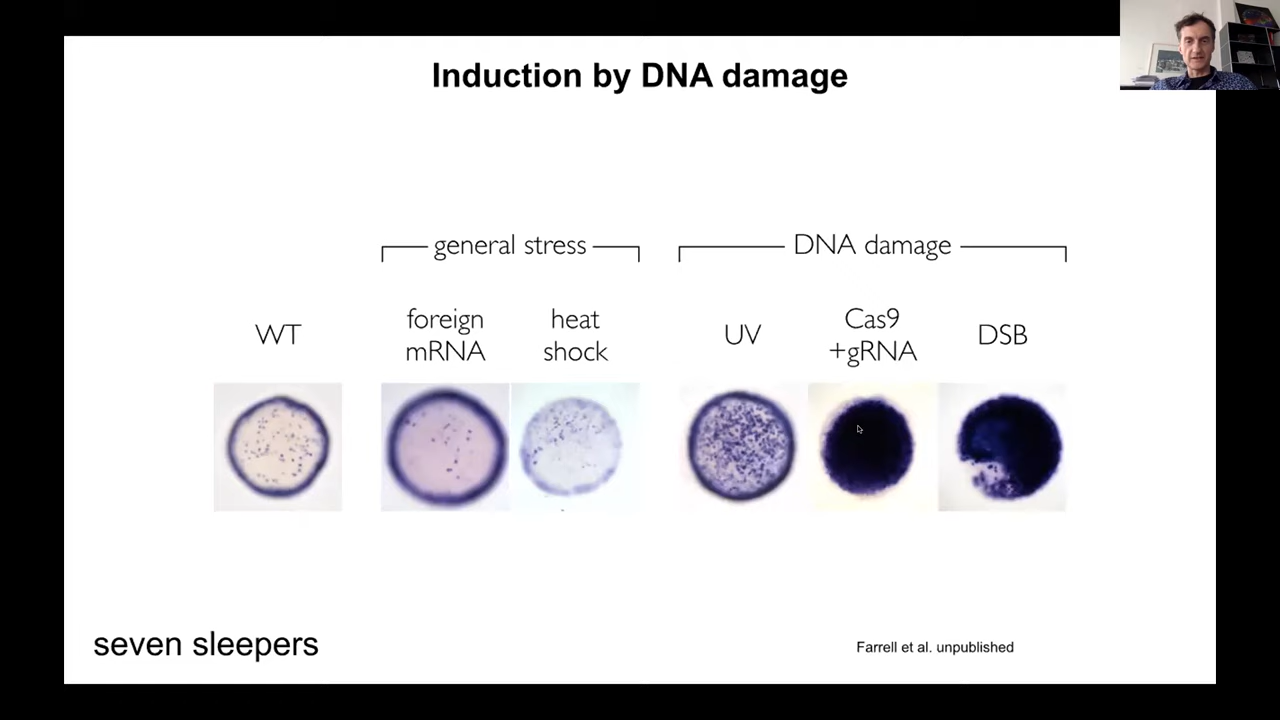 Induction by DNA damage
general stress
DNA damage
WT
foreign
mRNA
heat
shock
UV
Cas9
+gRNA
DSB
seven sleepers
Farrell et al. unpublished